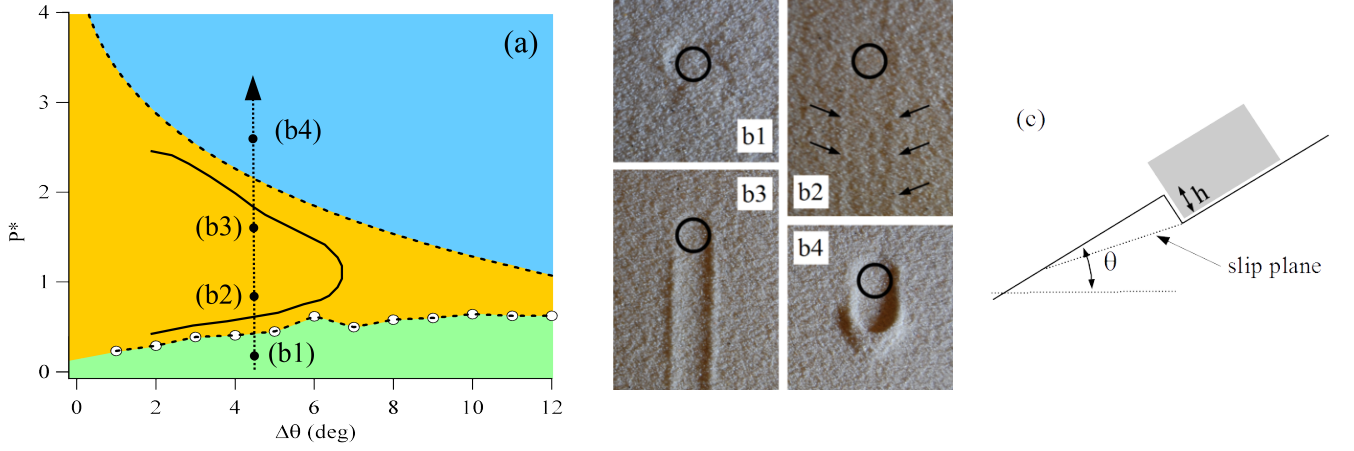 4
(a)
3
(b4)
2
(b3)
P*
1
(b2)
(b1)
0
0 2 4 6 8 10 12
Δθ (deg)
b1
b2
b3
b4
(c)
h
θ
slip plane